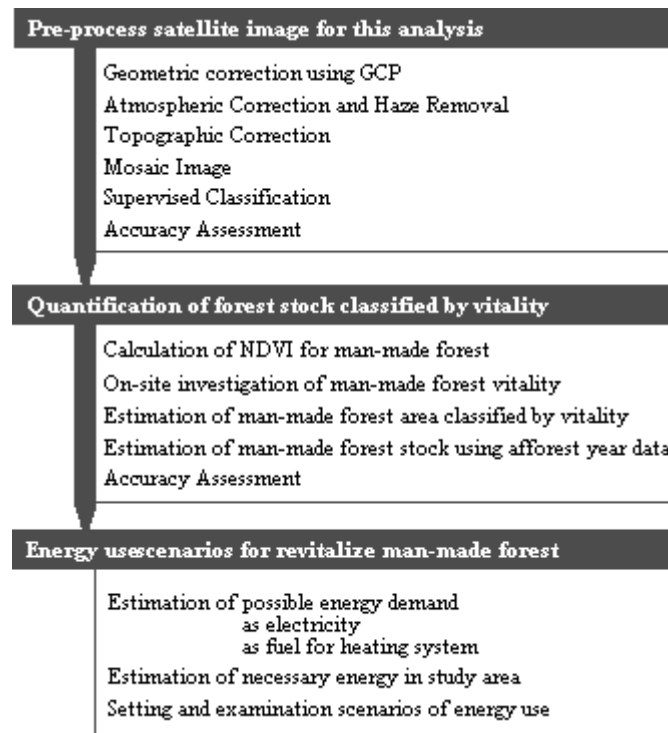 Pre-process satellite image for this analysis
Geometric correction using GCP
Atmospheric Correction and Haze Removal
Topographic Correction
Mosaic Image
Supervised Classification
Accuracy Assessment
Quantification of forest stock classified by vitality
Calculation of NDVI for man-made forest
On-site investigation of man-made forest vitality
Estimation of man-made forest area classified by vitality
Estimation of man-made forest stock using afforest year data
Accuracy Assessment
Energy usescenarios for revitalize man-made forest
Estimation of possible energy demand
as electricity
as fuel for heating system
Estimation of necessary energy in study area
Setting and examination scenarios of energy use